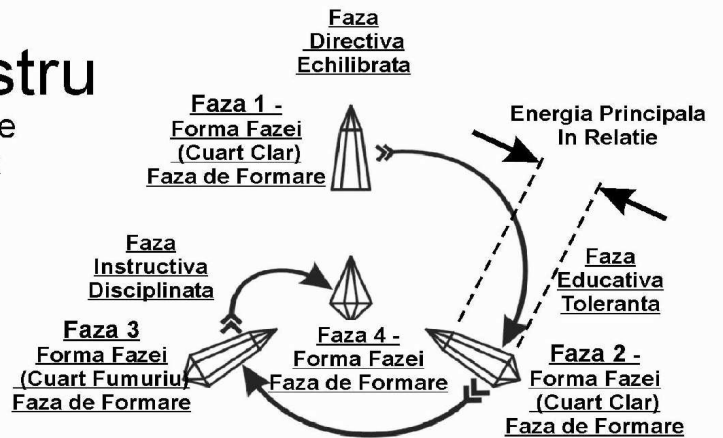 stru
e
Faza
Directiva
Echilibrata
Faza 1 -
Forma Fazei
(Cuart Clar)
Faza de Formare
Energia Principala
In Relatie
Faza
Instructiva
Disciplinata
Faza
Educativa
Toleranta
Faza 3
Forma Fazei
(Cuart Fumuriu)
Faza de Formare
Faza 4 -
Forma Fazei
Faza de Formare
Faza 2 -
Forma Fazei
(Cuart Clar)
Faza de Formare